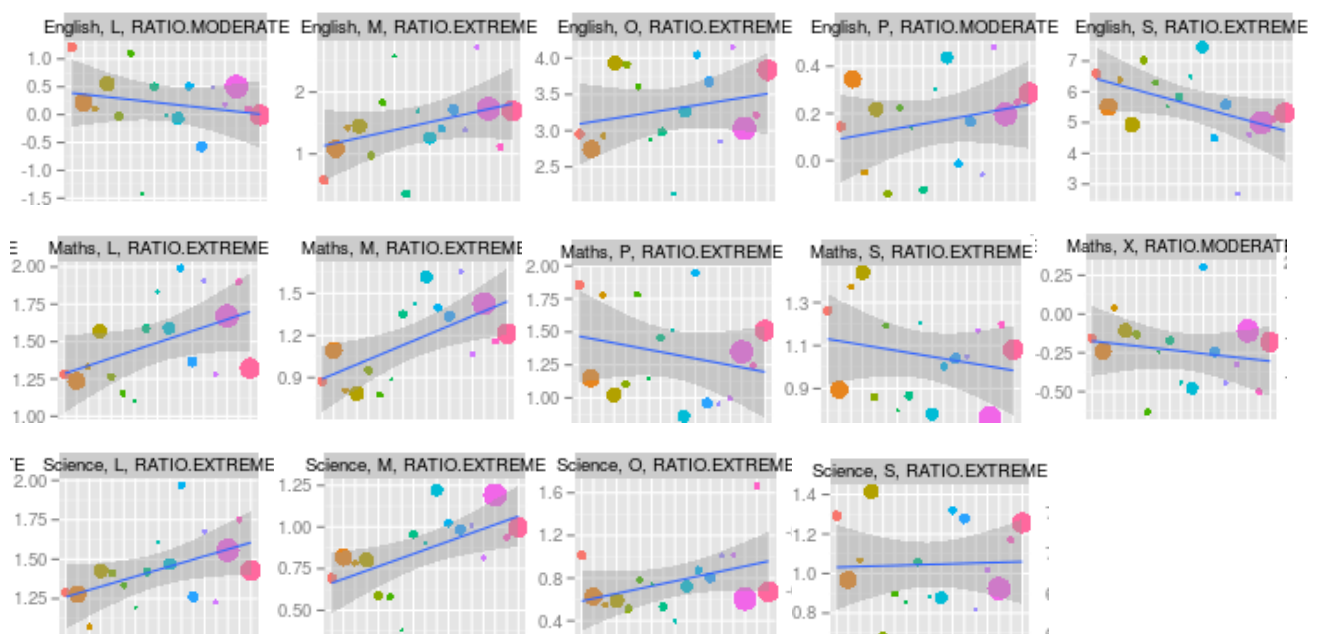 English, L, RATIO.MODERATE English, M, RATIO.EXTREME English, O, RATIO.EXTREME English, P, RATIO.MODERATE English, S, RATIO.EXTREME
1.0 0.5 0.0 -0.5 -1.0 -1.5
2 1
4.0 3.5 3.0 2.5
0.4 0.2 0.0
7 6 5 4 3
E Maths, L, RATIO.EXTREME Maths, M, RATIO.EXTREME Maths, P, RATIO.EXTREME Maths, S, RATIO.EXTREME Maths, X, RATIO.MODERATE
2.00 1.75 1.50 1.25 1.00
1.5 1.2 0.9
2.00 1.75 1.50 1.25 1.00
1.3 1.1 0.9
0.25 0.00 -0.25 -0.50
E Science, L, RATIO.EXTREME Science, M, RATIO.EXTREME Science, O, RATIO.EXTREME Science, S, RATIO.EXTREME
2.00 1.75 1.50 1.25
1.25 1.00 0.75 0.50
1.6 1.2 0.8 0.4
1.4 1.2 1.0 0.8